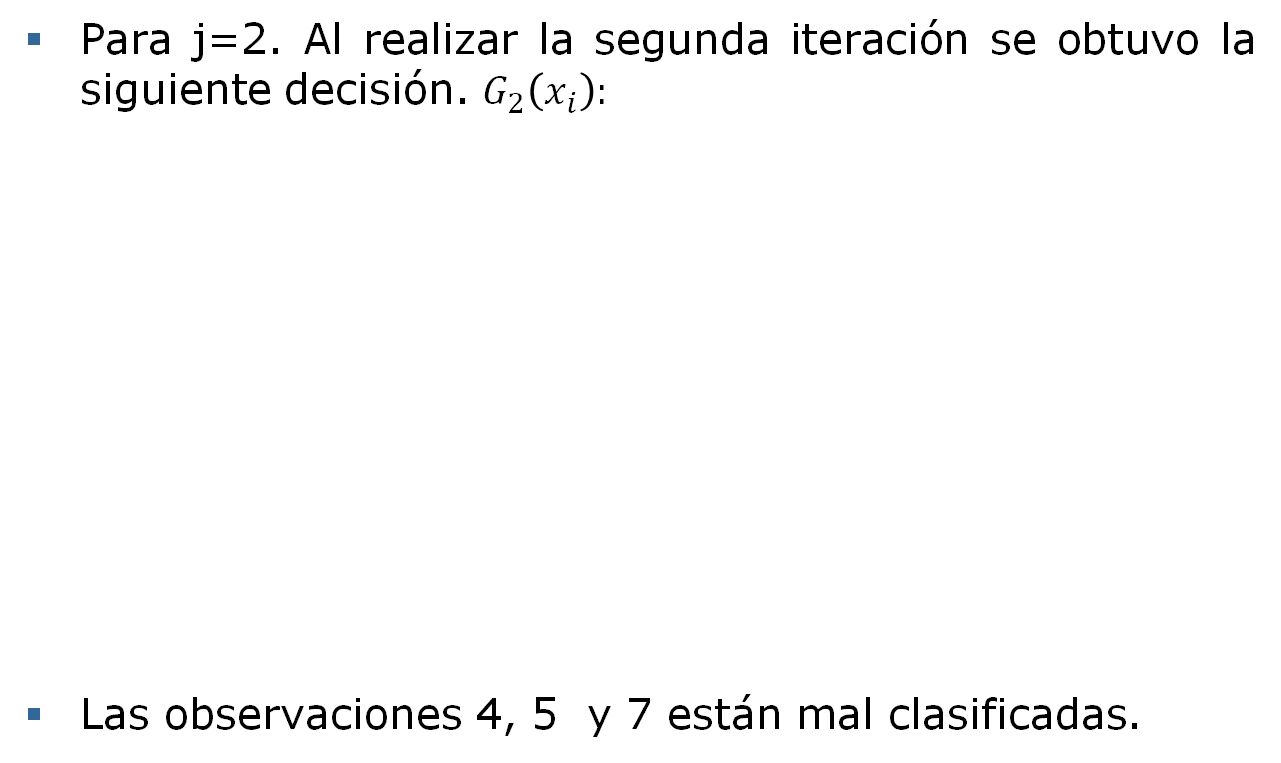 ▪ Para j=2. Al realizar la segunda iteración se obtuvo la
siguiente decisión. 𝐺₂(𝑥ᵢ):
▪ Las observaciones 4, 5 y 7 están mal clasificadas.